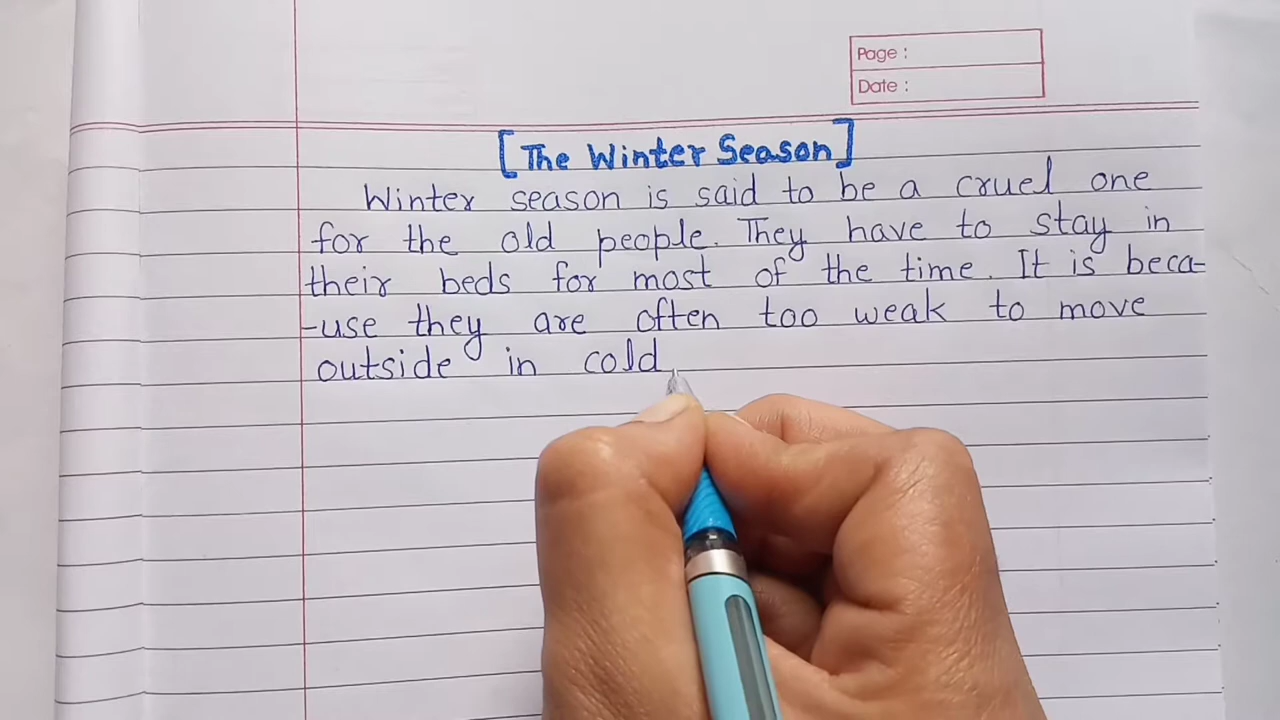 Page :
Date :
[The Winter Season]
Winter season is said to be a cruel one
for the old people. They have to stay in
their beds for most of the time. It is beca-
-use they are often too weak to move
outside in cold